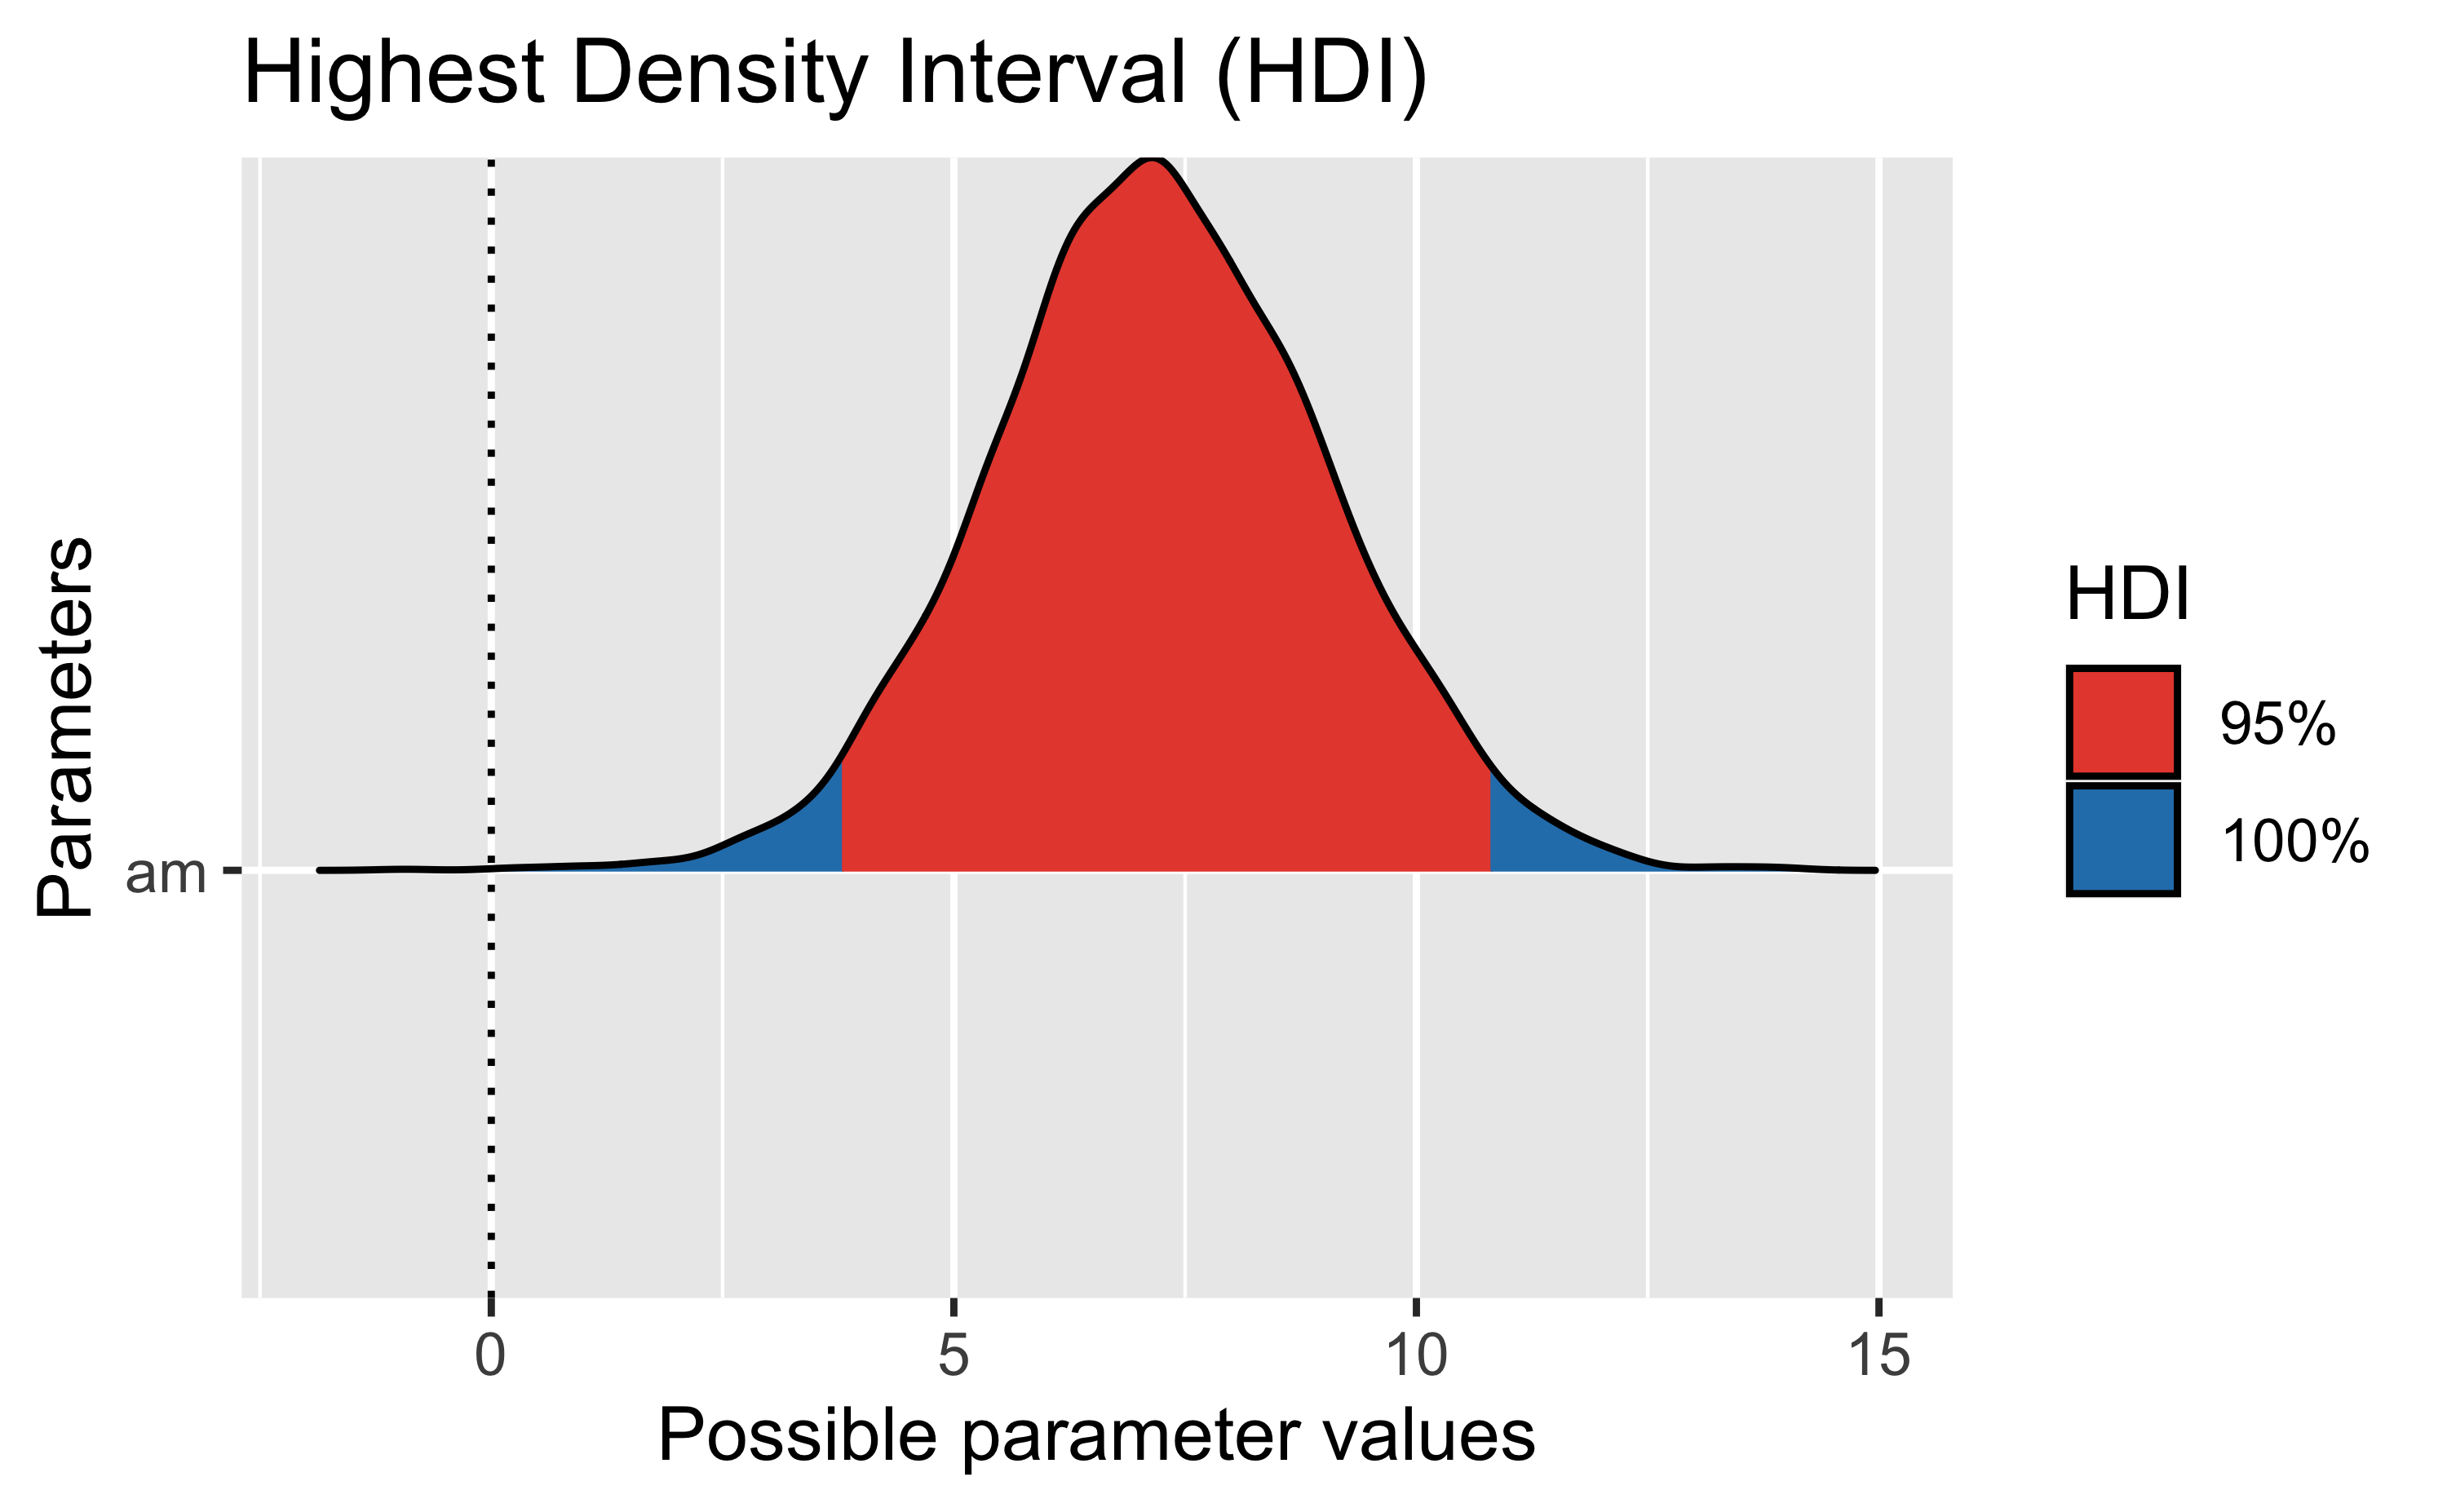 Highest Density Interval (HDI)
Parameters
am
0 5 10 15
Possible parameter values
HDI
95%
100%